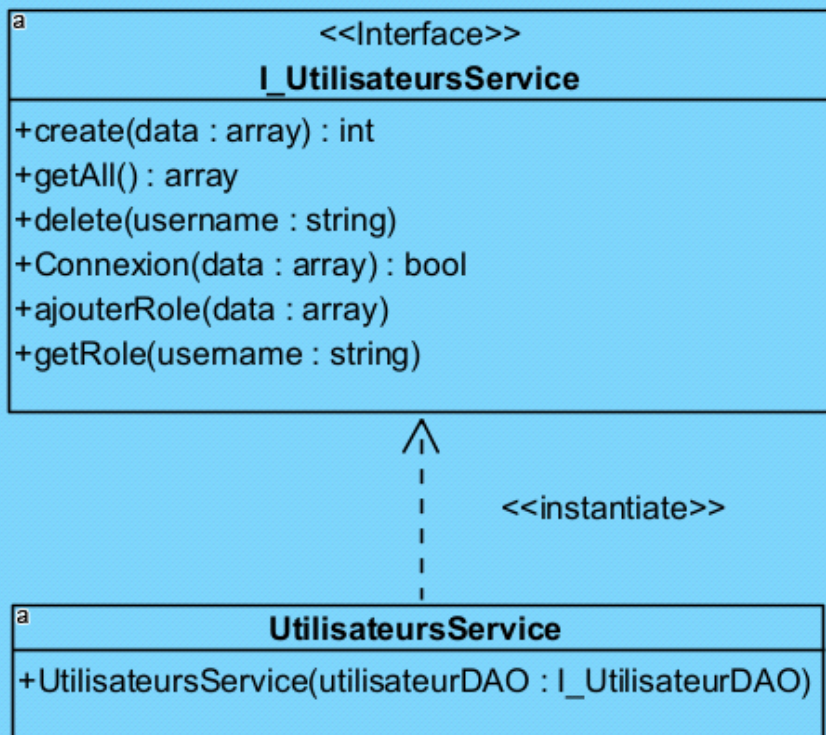 a
<<Interface>>
I_UtilisateursService
+create(data : array) : int
+getAll() : array
+delete(username : string)
+Connexion(data : array) : bool
+ajouterRole(data : array)
+getRole(username : string)
<<instantiate>>
a
UtilisateursService
+UtilisateursService(utilisateurDAO : I_UtilisateurDAO)